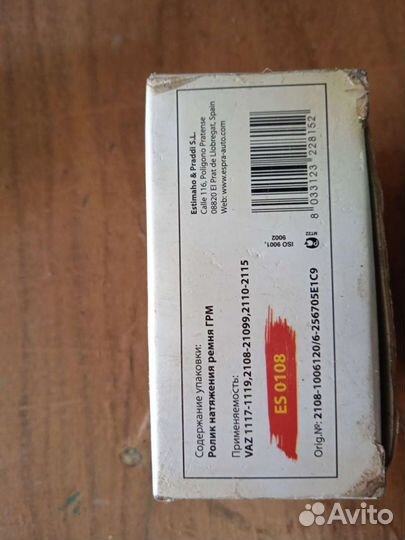 Estimaho & Praddi S.L.
Calle 116, Poligono Pratense
08820 El Prat de Llobregat, Spain
Web: www.espra-auto.com
8 033123 228152
MT22
ISO 9001,
9002
Содержание упаковки:
Ролик натяжения ремня ГРМ
Применяемость:
VAZ 1117-1119,2108-21099,2110-2115
ES 0108
Orig.№: 2108-1006120/6-256705E1C9
Avito